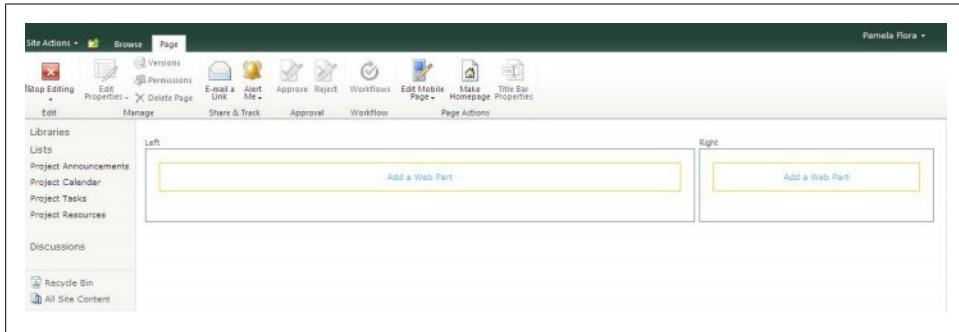 Pamela Flora
Site Actions Browse Page
Stop Editing
Edit Properties
Versions
Permissions
Delete Page
E-mail a Link
Alert Me
Approve Reject
Workflows
Edit Mobile Page
Make Homepage
Title Bar Properties
Edit Manage Share & Track Approval Workflow Page Actions
Libraries
Lists
Project Announcements
Project Calendar
Project Tasks
Project Resources
Discussions
Recycle Bin
All Site Content
Left
Add a Web Part
Right
Add a Web Part